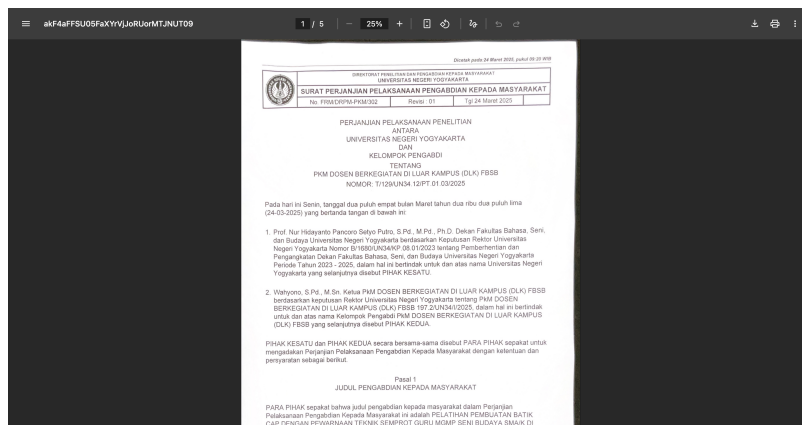 akF4aFFSU05FaXYrVjJoRUorMTJNUT09
1 / 5
25%
Dicetak pada 24 Maret 2025, pukul 09:20 WIB
DIREKTORAT PENELITIAN DAN PENGABDIAN KEPADA MASYARAKAT
UNIVERSITAS NEGERI YOGYAKARTA
SURAT PERJANJIAN PELAKSANAAN PENGABDIAN KEPADA MASYARAKAT
No. FRM/DRPM-PKM/302 Revisi : 01 Tgl 24 Maret 2025
PERJANJIAN PELAKSANAAN PENELITIAN
ANTARA
UNIVERSITAS NEGERI YOGYAKARTA
DAN
KELOMPOK PENGABDI
TENTANG
PKM DOSEN BERKEGIATAN DI LUAR KAMPUS (DLK) FBSB
NOMOR: T/129/UN34.12/PT.01.03/2025
Pada hari ini Senin, tanggal dua puluh empat bulan Maret tahun dua ribu dua puluh lima
(24-03-2025) yang bertanda tangan di bawah ini:
1. Prof. Nur Hidayanto Pancoro Setyo Putro, S.Pd., M.Pd., Ph.D. Dekan Fakultas Bahasa, Seni,
dan Budaya Universitas Negeri Yogyakarta berdasarkan Keputusan Rektor Universitas
Negeri Yogyakarta Nomor B/1680/UN34/KP.08.01/2023 tentang Pemberhentian dan
Pengangkatan Dekan Fakultas Bahasa, Seni, dan Budaya Universitas Negeri Yogyakarta
Periode Tahun 2023 - 2025, dalam hal ini bertindak untuk dan atas nama Universitas Negeri
Yogyakarta yang selanjutnya disebut PIHAK KESATU.
2. Wahyono, S.Pd., M.Sn. Ketua PkM DOSEN BERKEGIATAN DI LUAR KAMPUS (DLK) FBSB
berdasarkan keputusan Rektor Universitas Negeri Yogyakarta tentang PkM DOSEN
BERKEGIATAN DI LUAR KAMPUS (DLK) FBSB 197.2/UN34/I/2025, dalam hal ini bertindak
untuk dan atas nama Kelompok Pengabdi PkM DOSEN BERKEGIATAN DI LUAR KAMPUS
(DLK) FBSB yang selanjutnya disebut PIHAK KEDUA.
PIHAK KESATU dan PIHAK KEDUA secara bersama-sama disebut PARA PIHAK sepakat untuk
mengadakan Perjanjian Pelaksanaan Pengabdian Kepada Masyarakat dengan ketentuan dan
persyaratan sebagai berikut.
Pasal 1
JUDUL PENGABDIAN KEPADA MASYARAKAT
PARA PIHAK sepakat bahwa judul pengabdian kepada masyarakat dalam Perjanjian
Pelaksanaan Pengabdian Kepada Masyarakat ini adalah PELATIHAN PEMBUATAN BATIK
CAP DENGAN PEWARNAAN TEKNIK SEMPROT GURU MGMP SENI BUDAYA SMA/K DI